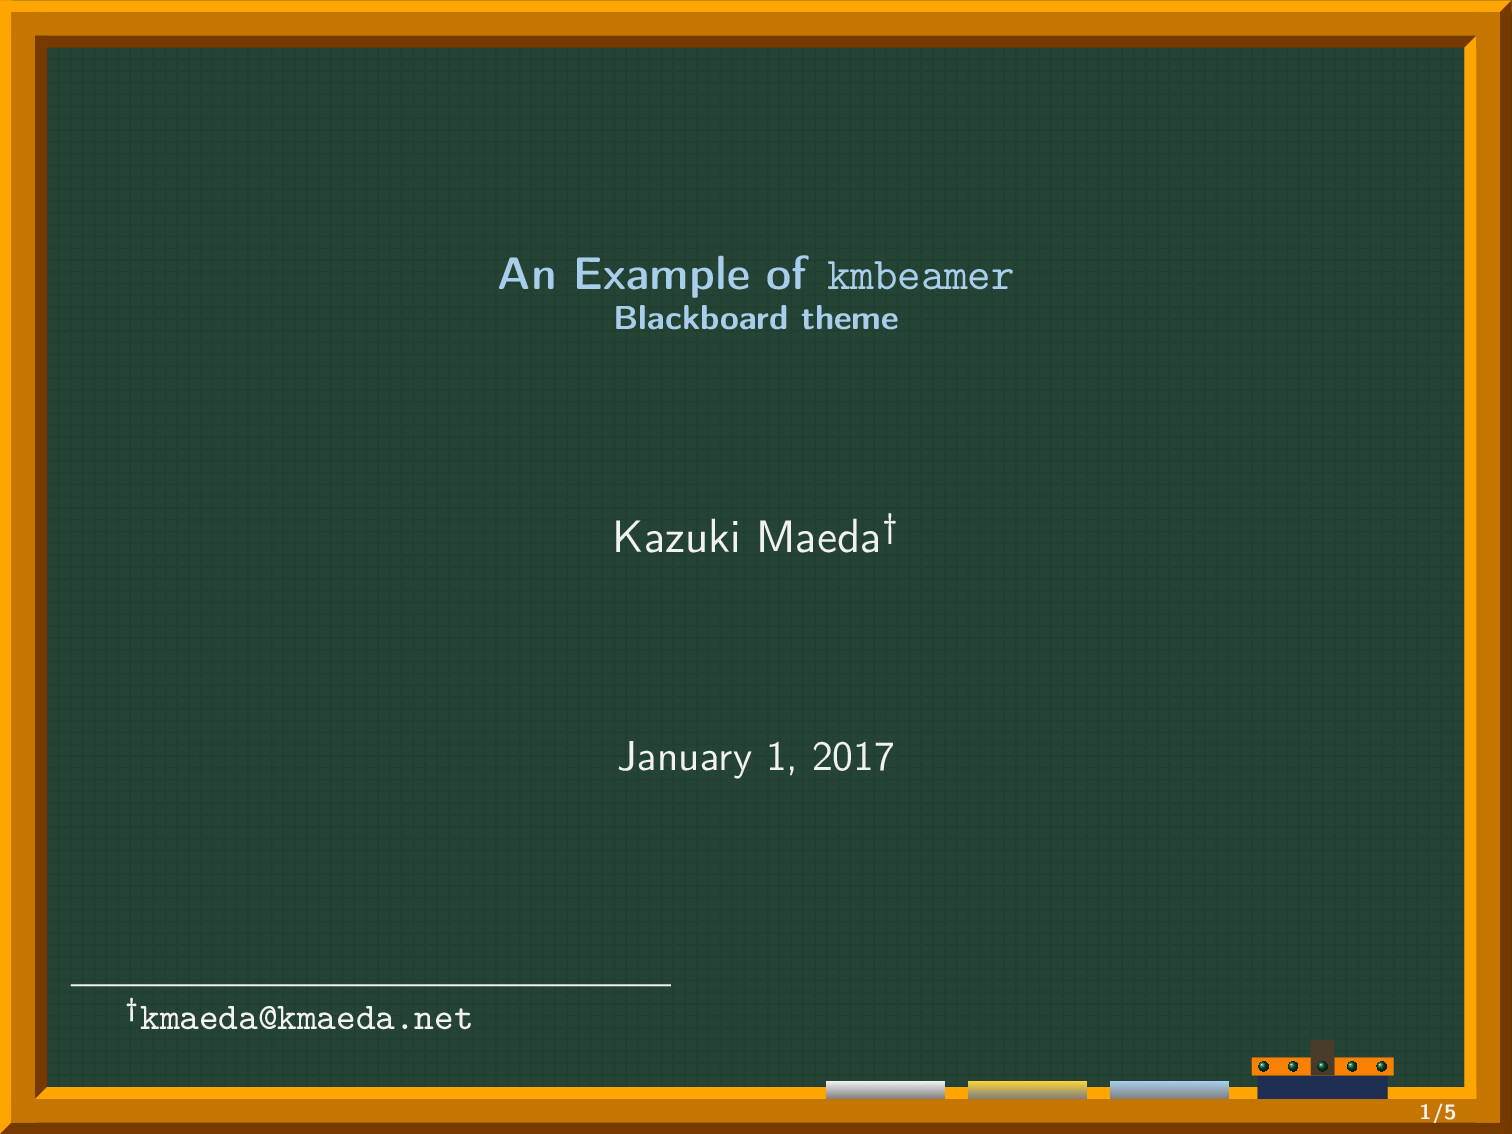 An Example of kmbeamer
Blackboard theme
Kazuki Maeda†
January 1, 2017
†kmaeda@kmaeda.net
1/5